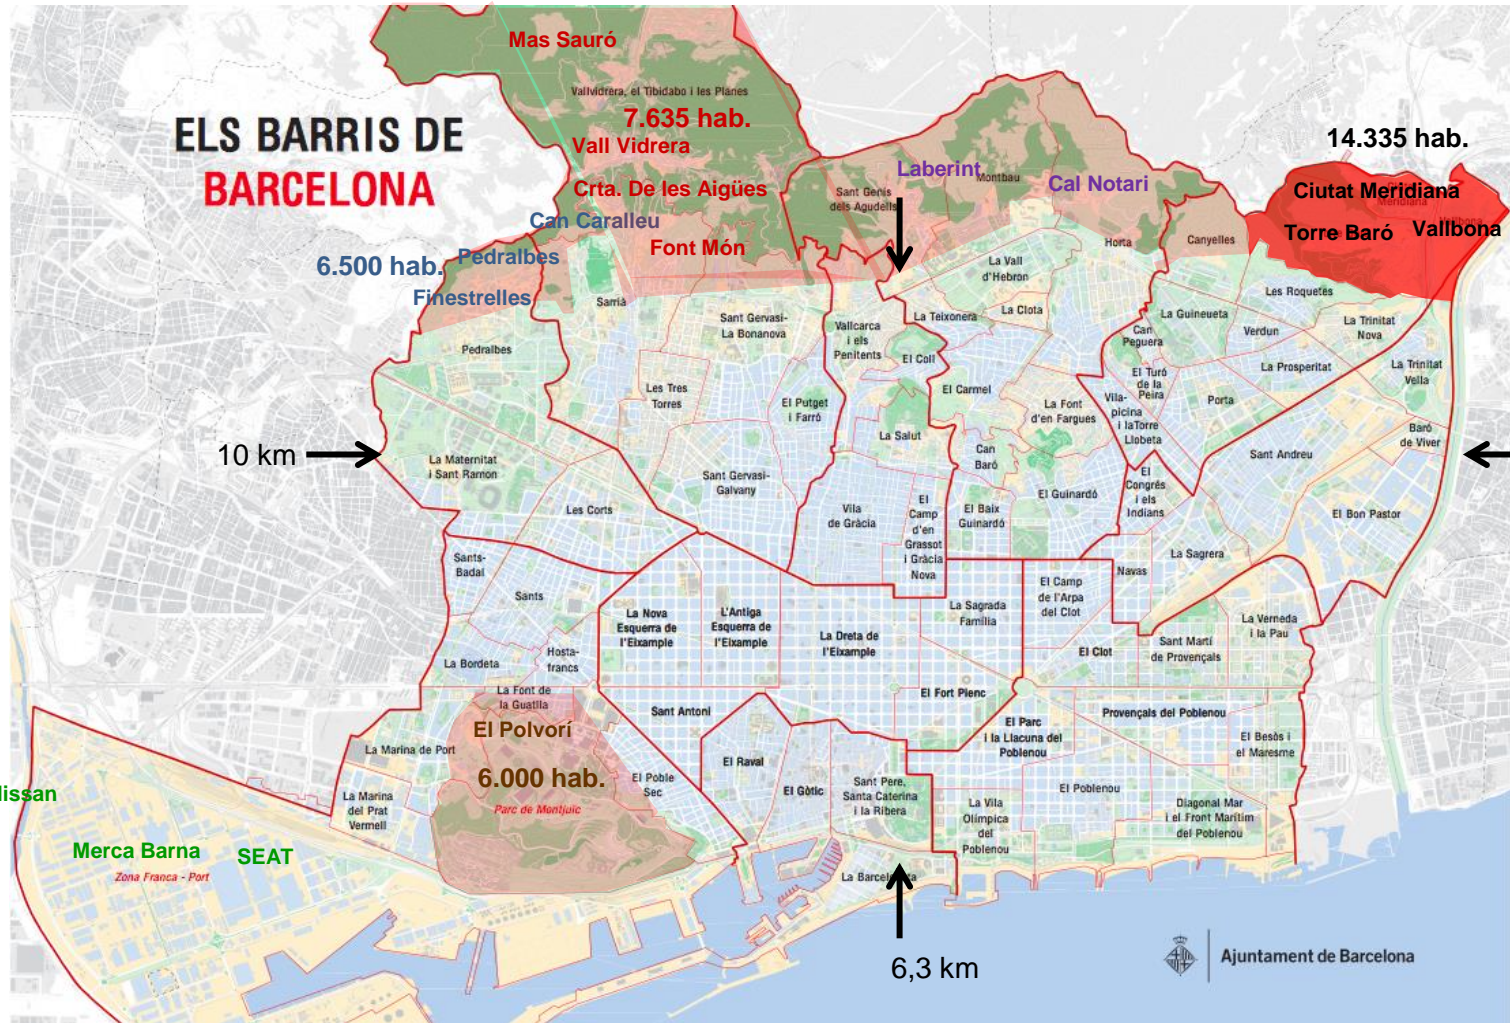 ELS BARRIS DE
BARCELONA
Mas Sauró
Vallvidrera, el Tibidabo i les Planes
7.635 hab.
Vall Vidrera
Crta. De les Aigües
Can Caralleu
Font Món
6.500 hab.
Pedralbes
Finestrelles
Sant Genís
dels Agudells
Laberint
Montbau
Cal Notari
14.335 hab.
Ciutat Meridiana
Meridiana
Torre Baró
Vallbona
Horta
Canyelles
La Vall
d'Hebron
Sarrià
Pedralbes
Sant Gervasi-
La Bonanova
Vallcarca
i els
Penitents
La Teixonera
La Clota
El Coll
Les Roquetes
La Guineueta
Verdun
La Trinitat
Nova
Can
Peguera
La Prosperitat
La Trinitat
Vella
El Turó
de la
Peira
Porta
Les Tres
Torres
El Putget
i Farró
El Carmel
La Font
d'en Fargues
Vila-
picina
i la Torre
Llobeta
Baró
de Viver
La Salut
Can
Baró
Sant Andreu
10 km
La Maternitat
i Sant Ramon
Sant Gervasi-
Galvany
Les Corts
Vila
de Gràcia
El
Camp
d'en
Grassot
i Gràcia
Nova
El Baix
Guinardó
El Guinardó
El
Congrés
i els
Indians
El Bon Pastor
La Sagrera
Navas
Sants-
Badal
Sants
El Camp
de l'Arpa
del Clot
La Nova
Esquerra de
l'Eixample
L'Antiga
Esquerra de
l'Eixample
La Dreta de
l'Eixample
La Sagrada
Família
La Verneda
i la Pau
Sant Martí
de Provençals
El Clot
La Bordeta
Hosta-
francs
La Font de
la Guatlla
Sant Antoni
El Fort Pienc
El Parc
i la Llacuna del
Poblenou
Provençals del Poblenou
El Besòs i
el Maresme
El Polvorí
6.000 hab.
Parc de Montjuïc
La Marina de Port
La Marina
del Prat
Vermell
El Poble
Sec
El Raval
El Gòtic
Sant Pere,
Santa Caterina
i la Ribera
La Vila
Olímpica
del
Poblenou
El Poblenou
Diagonal Mar
i el Front Marítim
del Poblenou
issan
Merca Barna
SEAT
Zona Franca - Port
La Barceloneta
6,3 km
Ajuntament de Barcelona